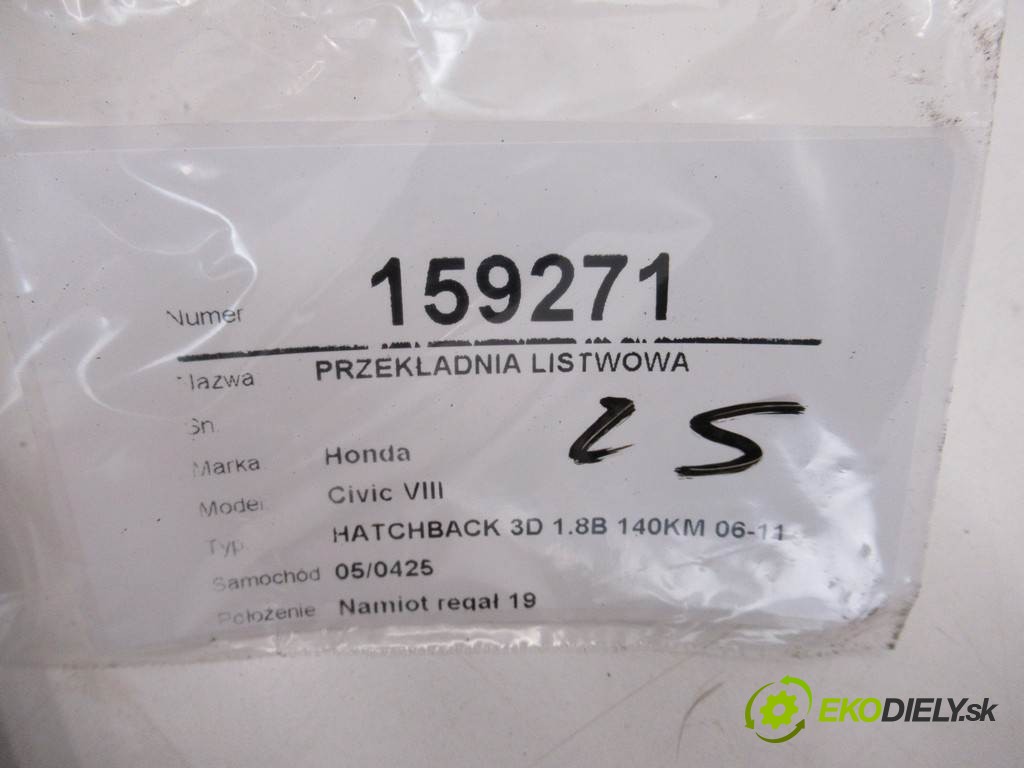 Numer 159271
Nazwa PRZEKŁADNIA LISTWOWA
Sn.
25
Marka Honda
Model Civic VIII
Typ. HATCHBACK 3D 1.8B 140KM 06-11
Samochód 05/0425
Położenie Namiot regał 19
EKODIELY.sk